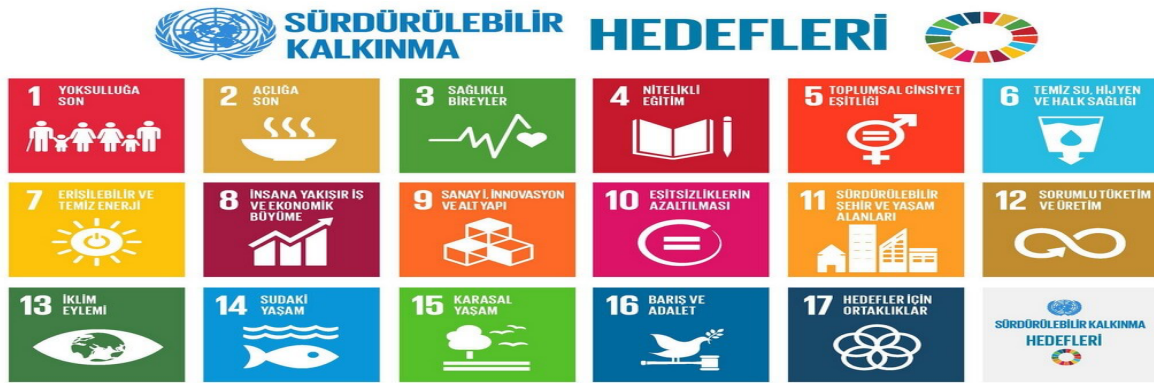 SÜRDÜRÜLEBİLİR
KALKINMA
HEDEFLERİ
1 YOKSULLUĞA
SON
2 AÇLIĞA
SON
3 SAĞLIKLI
BİREYLER
4 NİTELİKLİ
EĞİTİM
5 TOPLUMSAL CİNSİYET
EŞİTLİĞİ
6 TEMİZ SU, HİJYEN
VE HALK SAĞLIĞI
7 ERİŞİLEBİLİR VE
TEMİZ ENERJİ
8 İNSANA YAKIŞIR İŞ
VE EKONOMİK
BÜYÜME
9 SANAYİ, İNNOVASYON
VE ALT YAPI
10 EŞİTSİZLİKLERİN
AZALTILMASI
11 SÜRDÜRÜLEBİLİR
ŞEHİR VE YAŞAM
ALANLARI
12 SORUMLU TÜKETİM
VE ÜRETİM
13 İKLİM
EYLEMİ
14 SUDAKİ
YAŞAM
15 KARASAL
YAŞAM
16 BARIŞ VE
ADALET
17 HEDEFLER İÇİN
ORTAKLIKLAR
SÜRDÜRÜLEBİLİR KALKINMA
HEDEFLERİ